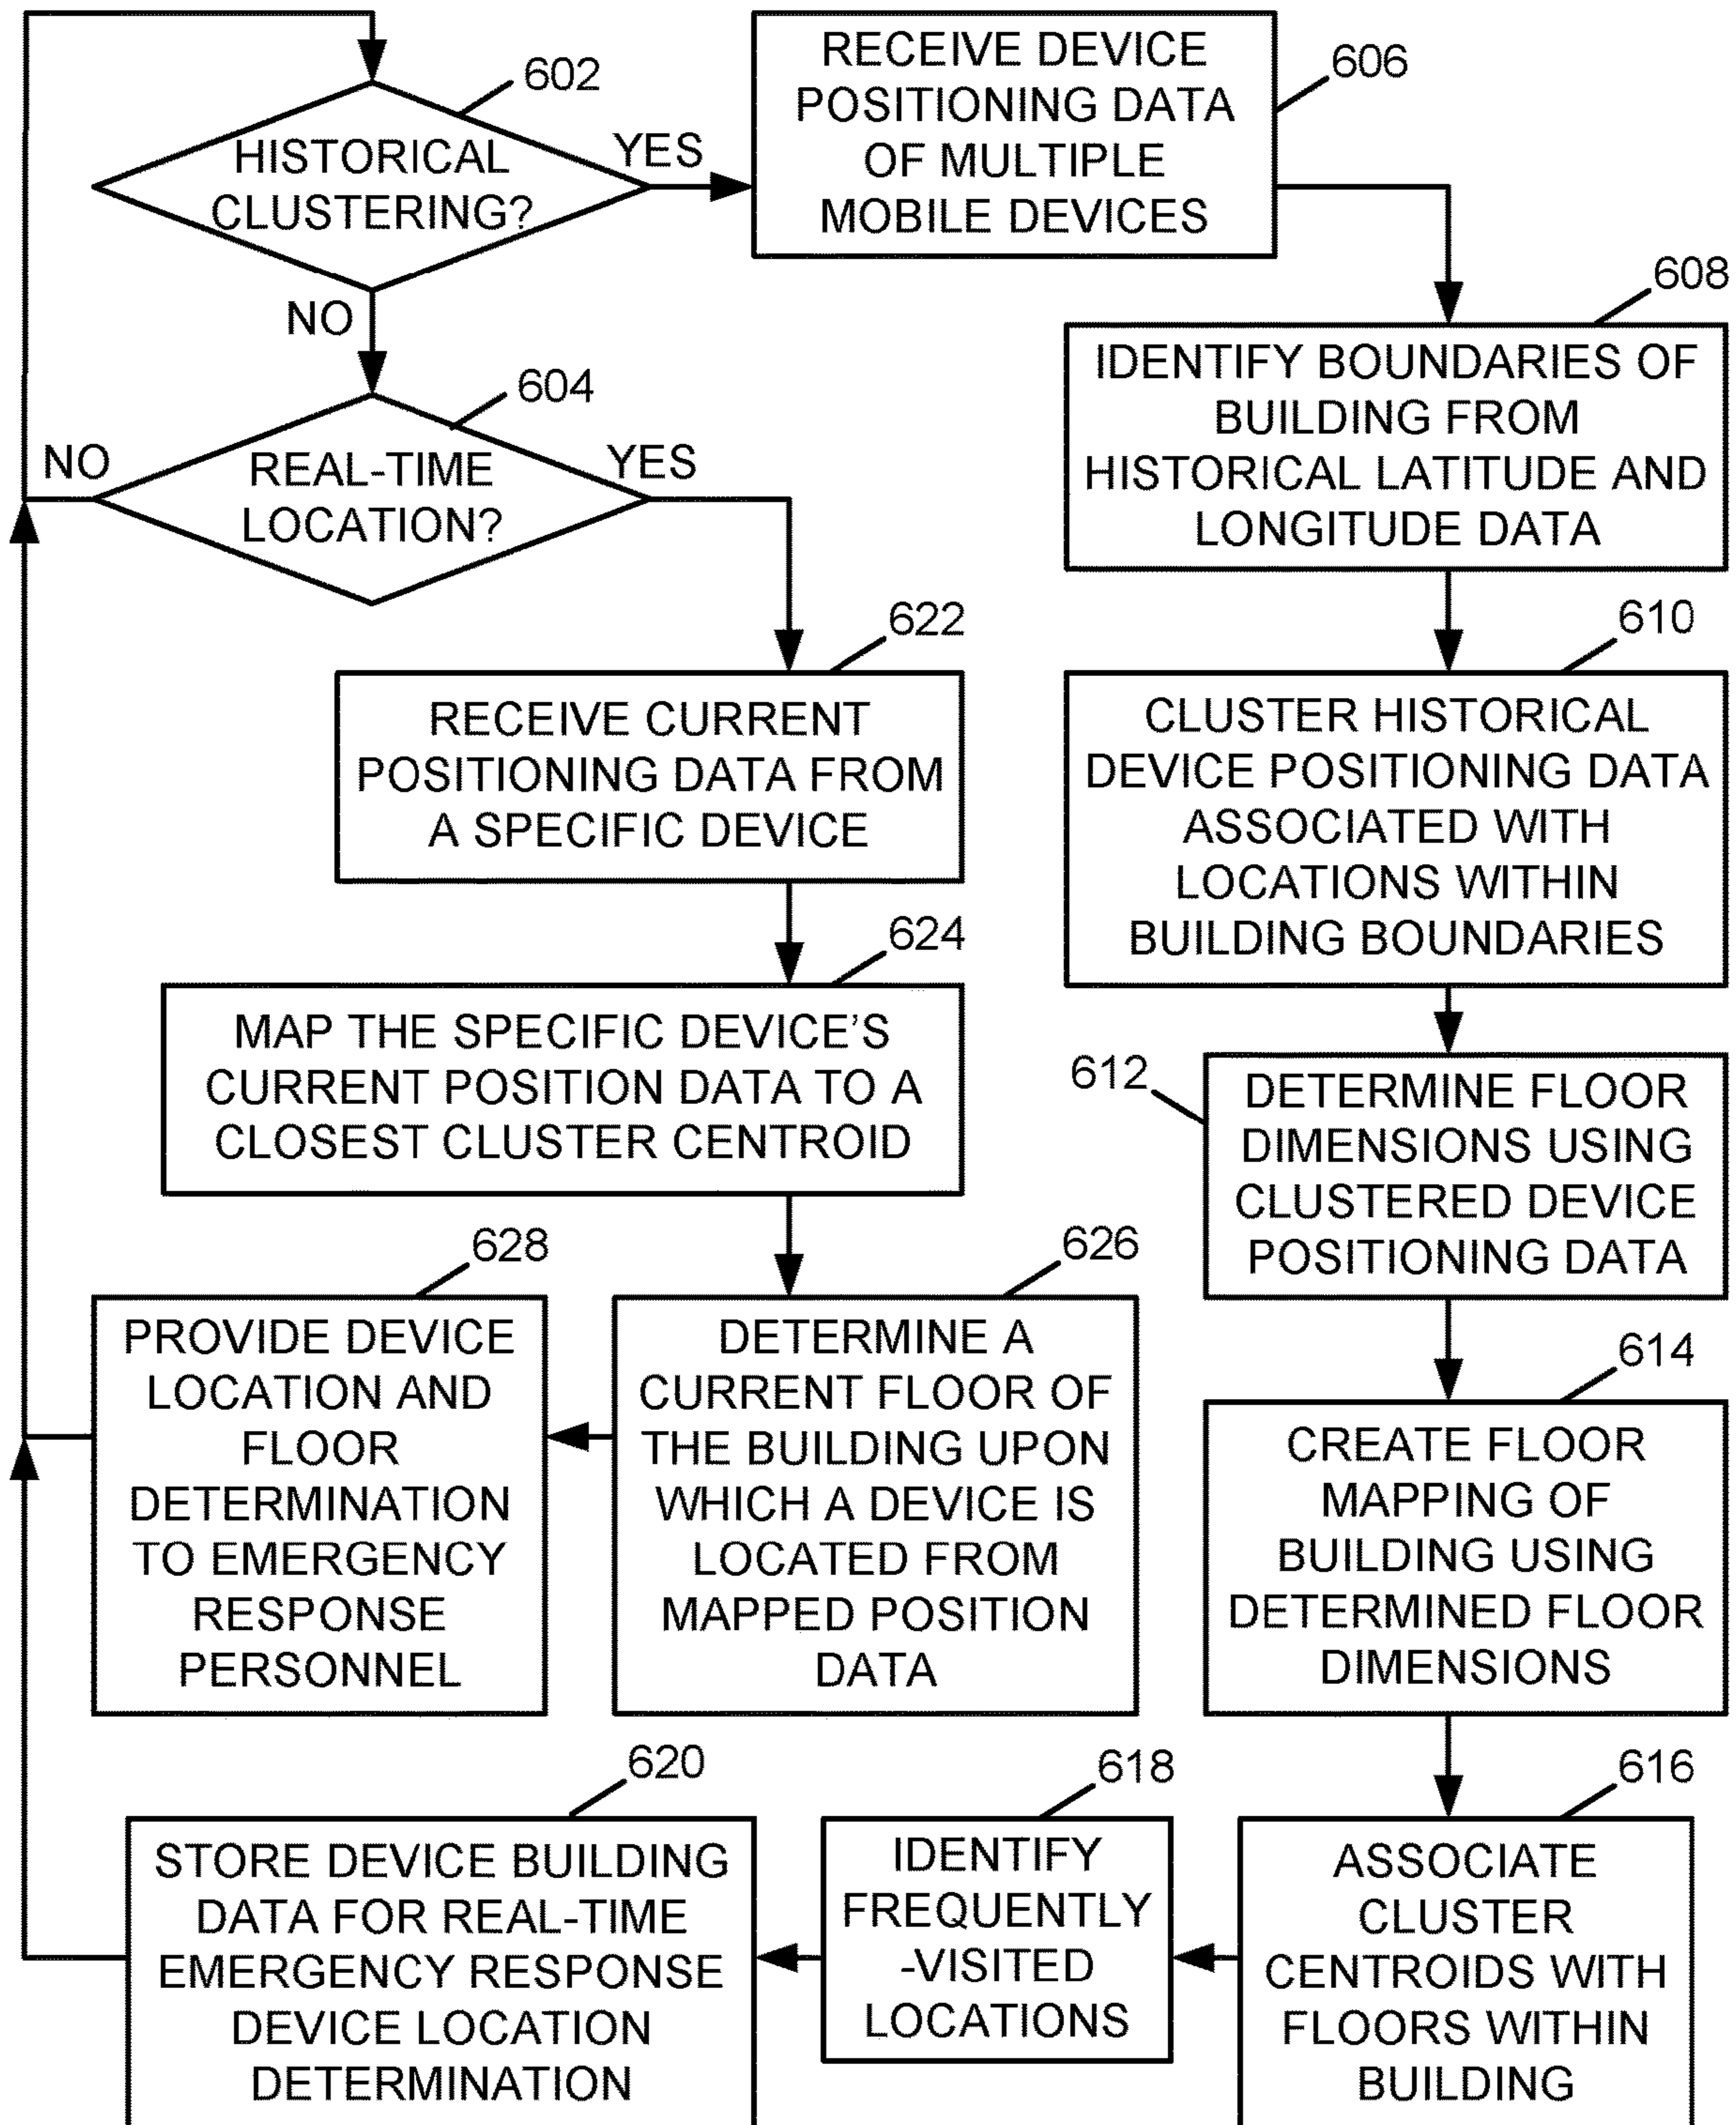 602
HISTORICAL
CLUSTERING?
YES
NO
606
RECEIVE DEVICE
POSITIONING DATA
OF MULTIPLE
MOBILE DEVICES
604
REAL-TIME
LOCATION?
NO
YES
608
IDENTIFY BOUNDARIES OF
BUILDING FROM
HISTORICAL LATITUDE AND
LONGITUDE DATA
610
CLUSTER HISTORICAL
DEVICE POSITIONING DATA
ASSOCIATED WITH
LOCATIONS WITHIN
BUILDING BOUNDARIES
612
DETERMINE FLOOR
DIMENSIONS USING
CLUSTERED DEVICE
POSITIONING DATA
614
CREATE FLOOR
MAPPING OF
BUILDING USING
DETERMINED FLOOR
DIMENSIONS
616
ASSOCIATE
CLUSTER
CENTROIDS WITH
FLOORS WITHIN
BUILDING
618
IDENTIFY
FREQUENTLY
-VISITED
LOCATIONS
620
STORE DEVICE BUILDING
DATA FOR REAL-TIME
EMERGENCY RESPONSE
DEVICE LOCATION
DETERMINATION
622
RECEIVE CURRENT
POSITIONING DATA FROM
A SPECIFIC DEVICE
624
MAP THE SPECIFIC DEVICE'S
CURRENT POSITION DATA TO A
CLOSEST CLUSTER CENTROID
626
DETERMINE A
CURRENT FLOOR OF
THE BUILDING UPON
WHICH A DEVICE IS
LOCATED FROM
MAPPED POSITION
DATA
628
PROVIDE DEVICE
LOCATION AND
FLOOR
DETERMINATION
TO EMERGENCY
RESPONSE
PERSONNEL